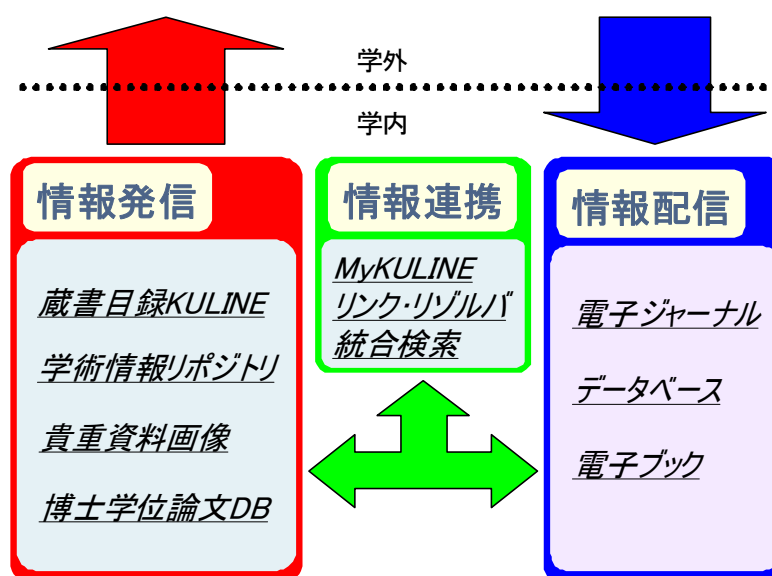 学外
学内
情報発信
蔵書目録KULINE
学術情報リポジトリ
貴重資料画像
博士学位論文DB
情報連携
MyKULINE
リンク・リゾルバ
統合検索
情報配信
電子ジャーナル
データベース
電子ブック